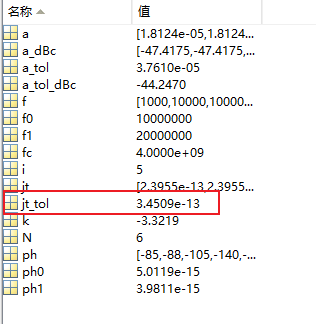 名称 值
a [1.8124e-05,1.8124...
a_dBc [-47.4175,-47.4175,...
a_tol 3.7610e-05
a_tol_dBc -44.2470
f [1000,10000,10000...
f0 10000000
f1 20000000
fc 4.0000e+09
i 5
jt [2.3955e-13,2.3955...
jt_tol 3.4509e-13
k -3.3219
N 6
ph [-85,-88,-105,-140,-...
ph0 5.0119e-15
ph1 3.9811e-15